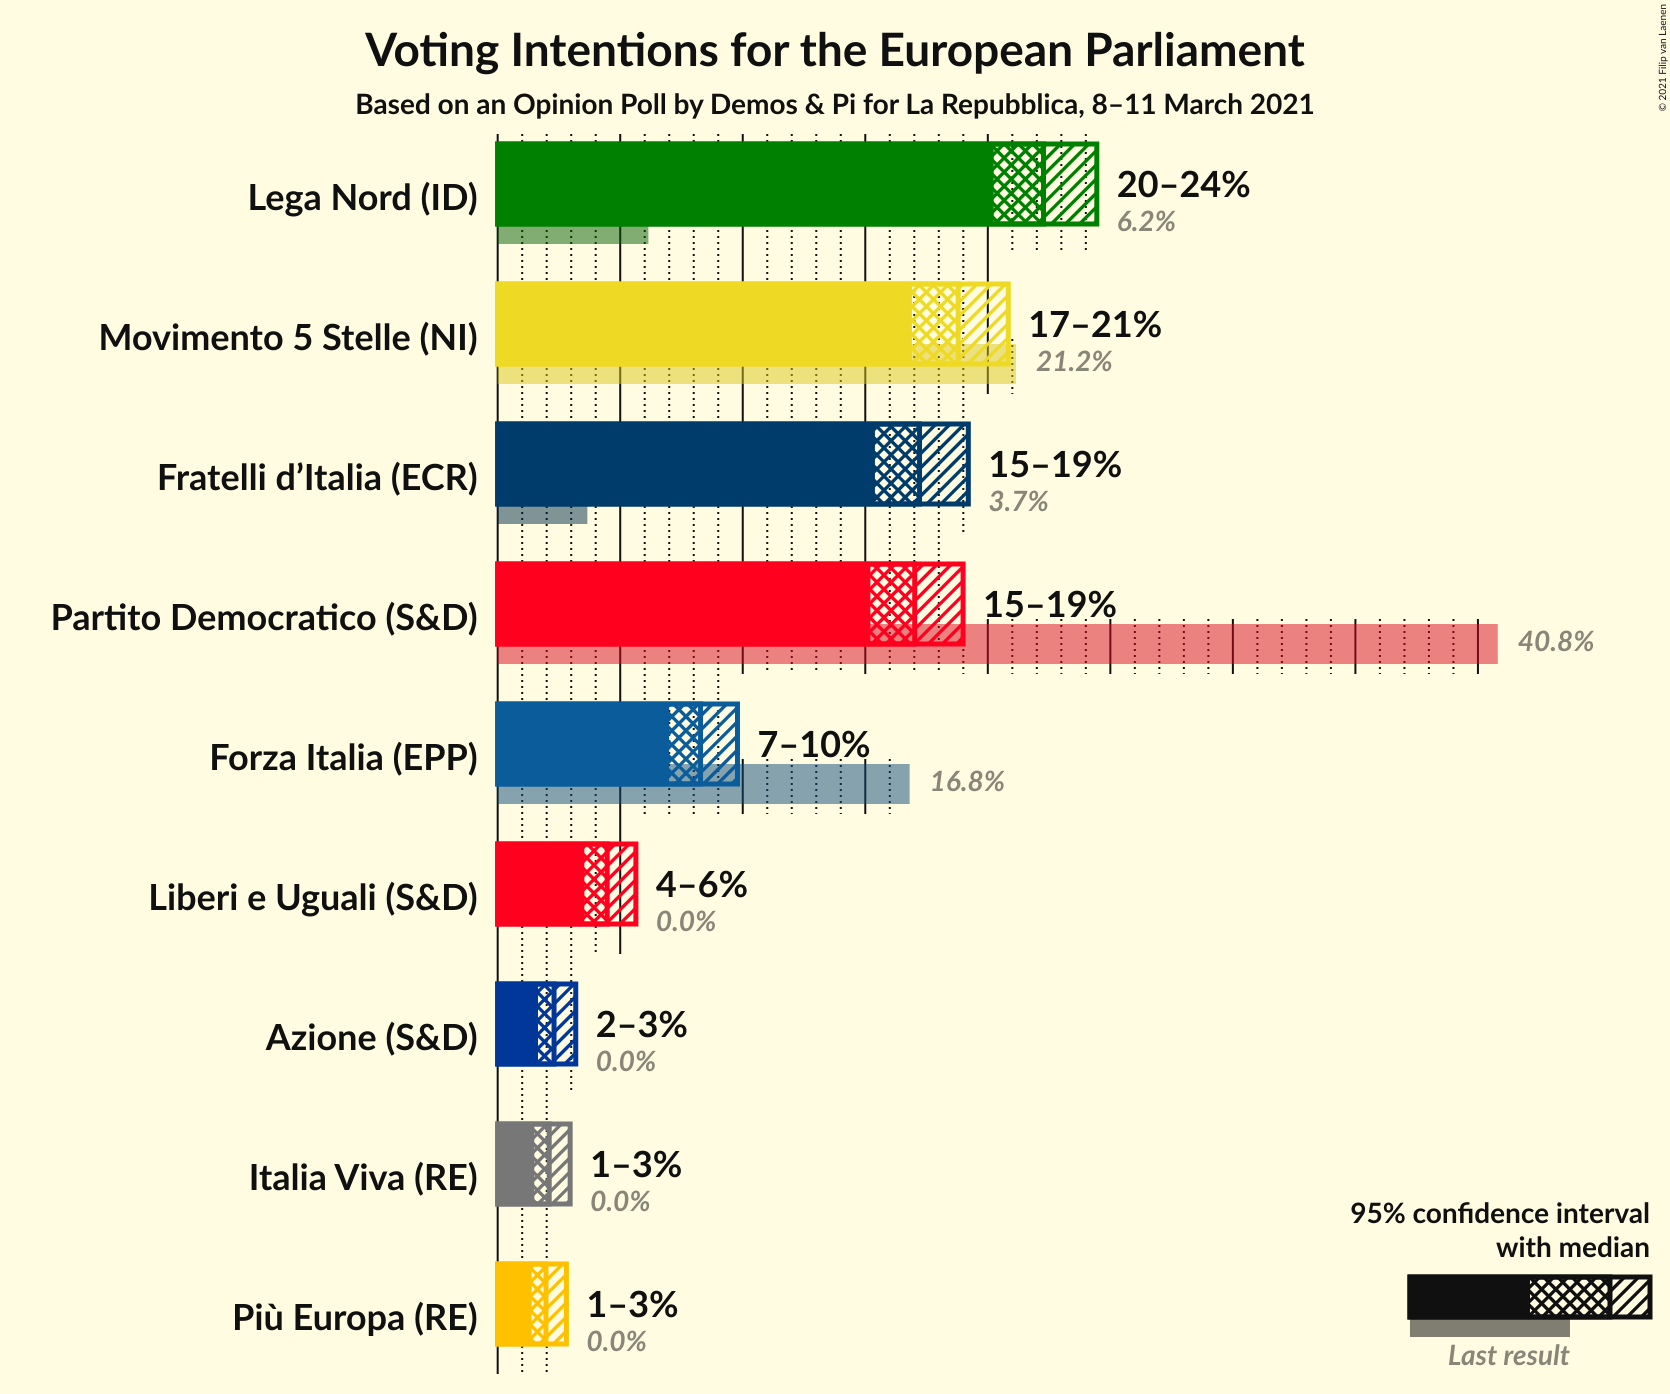 Voting Intentions for the European Parliament
Based on an Opinion Poll by Demos & Pi for La Repubblica, 8–11 March 2021
© 2021 Filip van Laenen
Lega Nord (ID)
20–24%
6.2%
Movimento 5 Stelle (NI)
17–21%
21.2%
Fratelli d’Italia (ECR)
15–19%
3.7%
Partito Democratico (S&D)
15–19%
40.8%
Forza Italia (EPP)
7–10%
16.8%
Liberi e Uguali (S&D)
4–6%
0.0%
Azione (S&D)
2–3%
0.0%
Italia Viva (RE)
1–3%
0.0%
Più Europa (RE)
1–3%
0.0%
95% confidence interval
with median
Last result